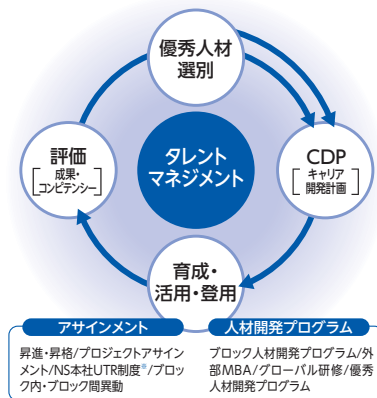 優秀人材
選別
評価
成果・
コンピテンシー
タレント
マネジメント
CDP
キャリア
開発計画
育成・
活用・登用
アサインメント
昇進・昇格/プロジェクトアサイン
メント/NS本社UTR制度※/ブロッ
ク内・ブロック間異動
人材開発プログラム
ブロック人材開発プログラム/外
部MBA/グローバル研修/優秀
人材開発プログラム